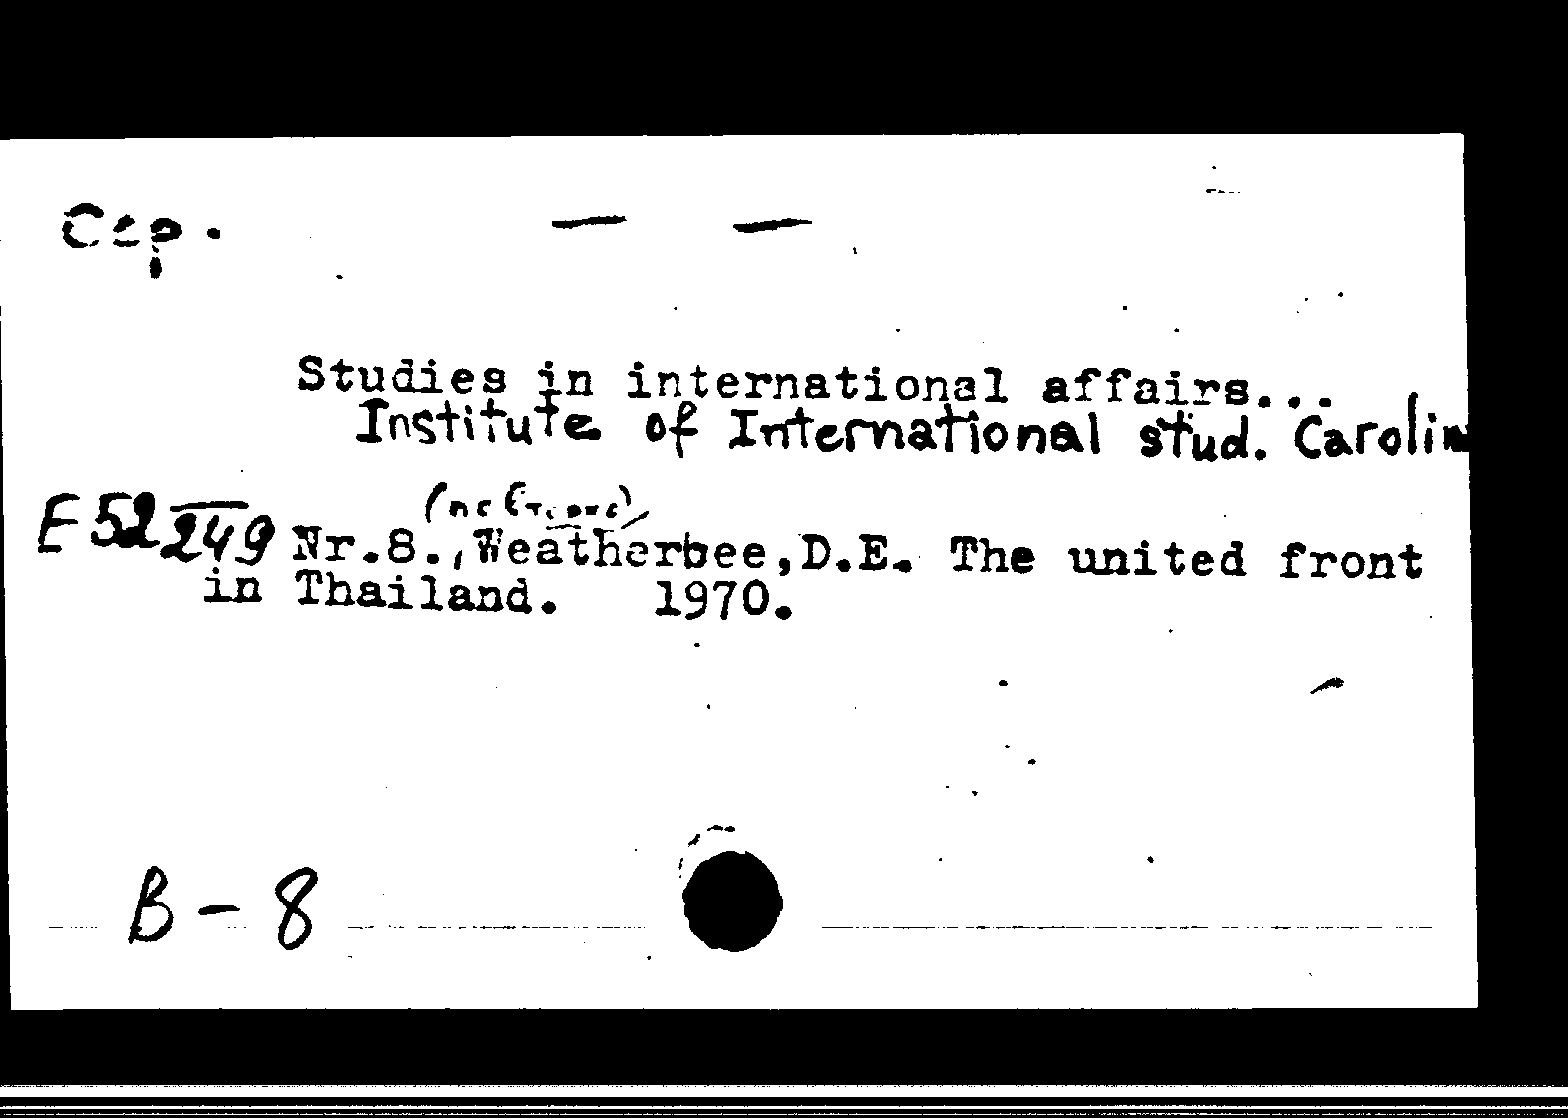 Сер. — —
Studies in international affairs...
Institute of International stud. Carolin
E 52 249 Nr.8., Weatherbee,D.E. The united front
in Thailand. 1970.
B - 8